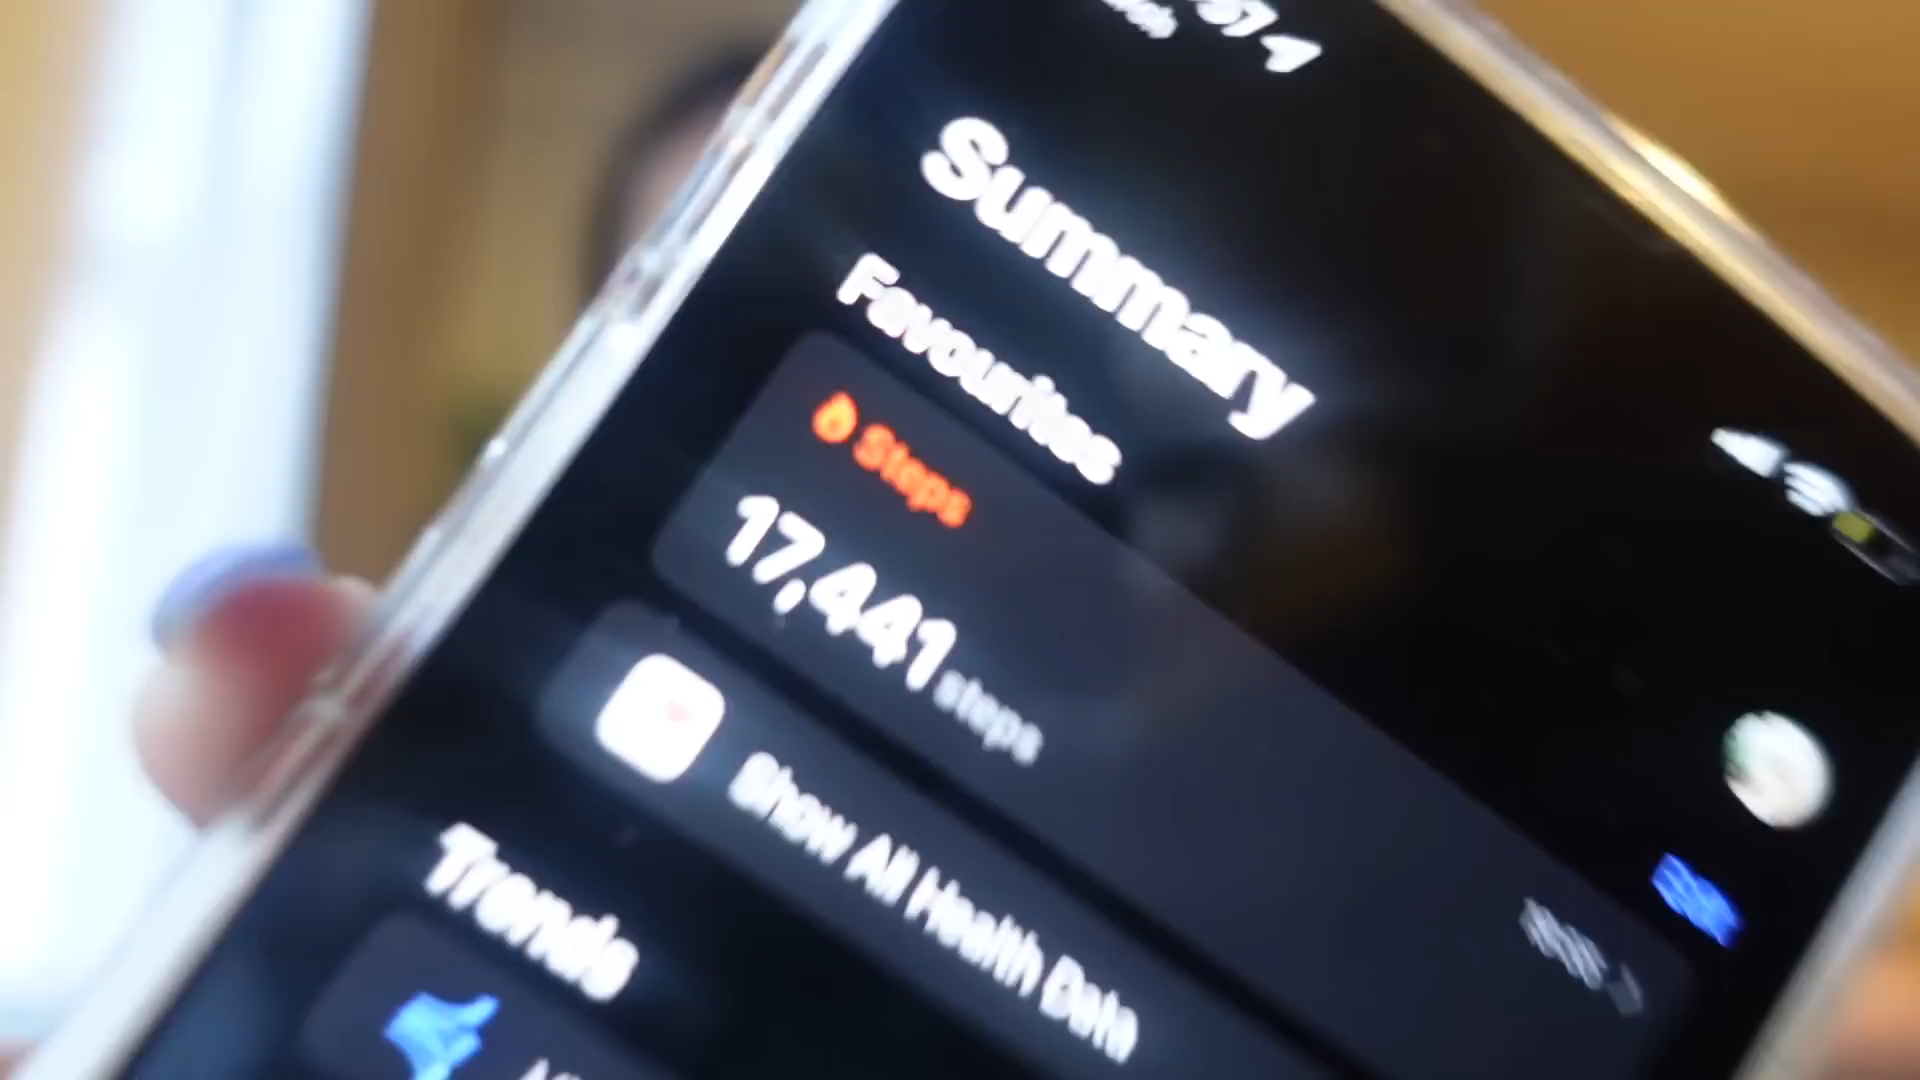 Summary
Favourites
Steps
17,441 steps
Show All Health Data
Trends